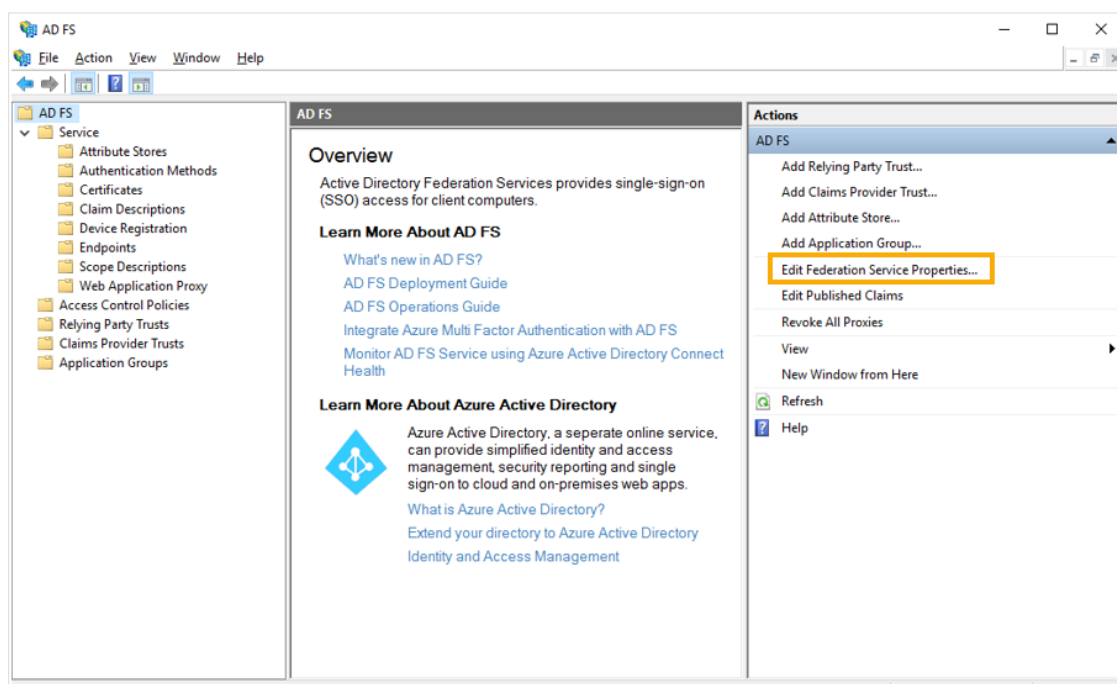 AD FS
File Action View Window Help
AD FS
Service
Attribute Stores
Authentication Methods
Certificates
Claim Descriptions
Device Registration
Endpoints
Scope Descriptions
Web Application Proxy
Access Control Policies
Relying Party Trusts
Claims Provider Trusts
Application Groups
AD FS
Overview
Active Directory Federation Services provides single-sign-on
(SSO) access for client computers.
Learn More About AD FS
What's new in AD FS?
AD FS Deployment Guide
AD FS Operations Guide
Integrate Azure Multi Factor Authentication with AD FS
Monitor AD FS Service using Azure Active Directory Connect
Health
Learn More About Azure Active Directory
Azure Active Directory, a seperate online service,
can provide simplified identity and access
management, security reporting and single
sign-on to cloud and on-premises web apps.
What is Azure Active Directory?
Extend your directory to Azure Active Directory
Identity and Access Management
Actions
AD FS
Add Relying Party Trust...
Add Claims Provider Trust...
Add Attribute Store...
Add Application Group...
Edit Federation Service Properties...
Edit Published Claims
Revoke All Proxies
View
New Window from Here
Refresh
Help